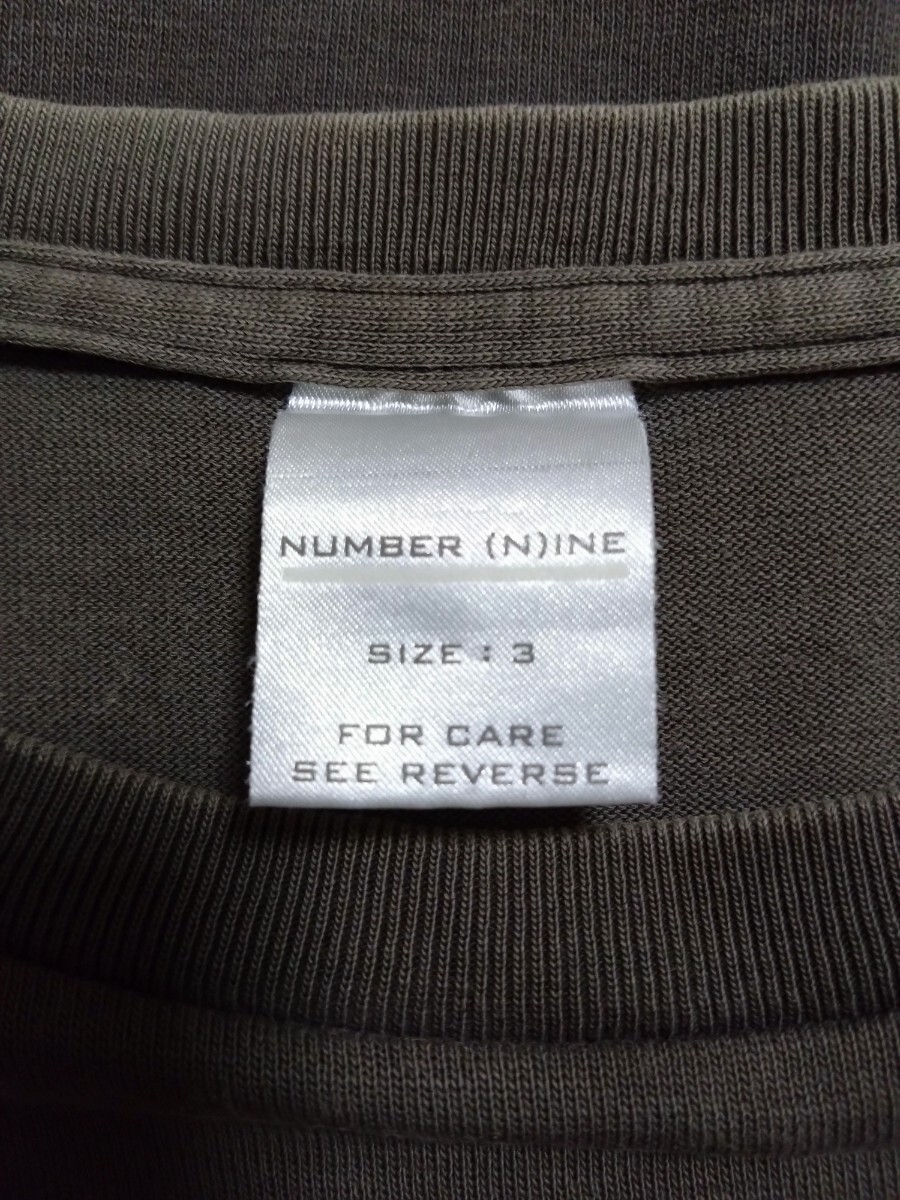 NUMBER (N)INE
SIZE : 3
FOR CARE
SEE REVERSE